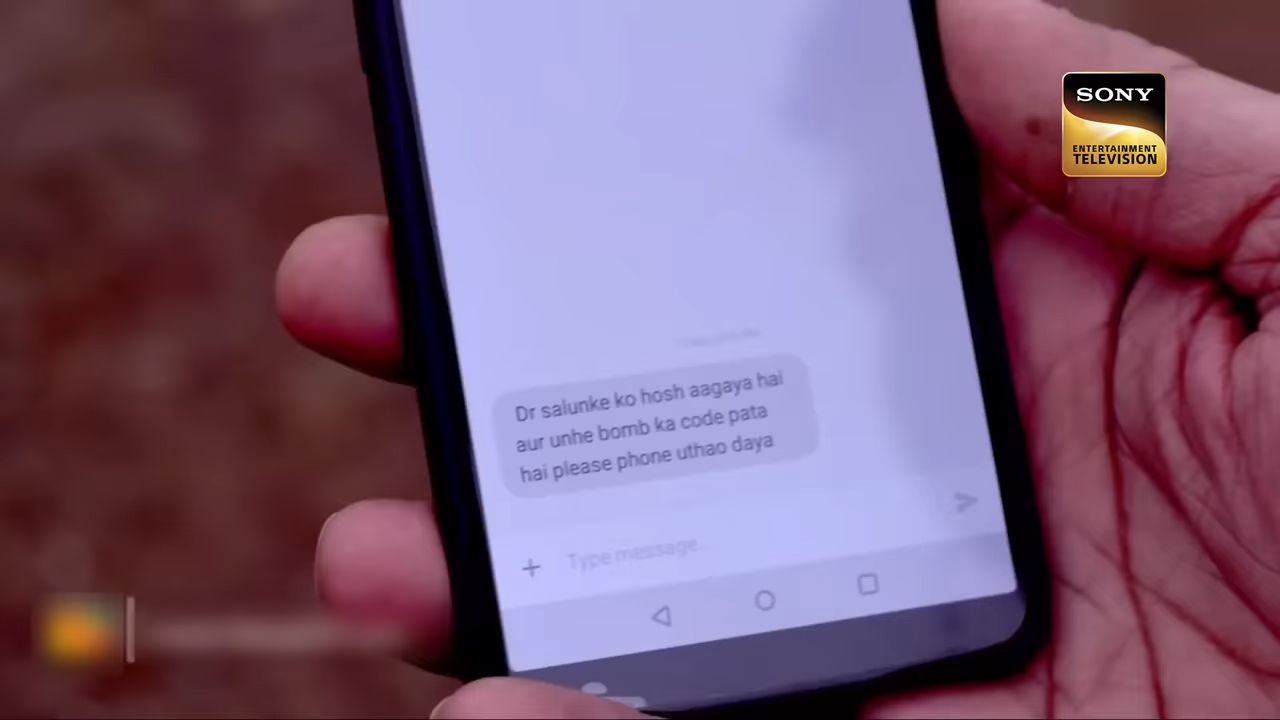 SONY
ENTERTAINMENT
TELEVISION
Dr salunke ko hosh aagaya hai
aur unhe bomb ka code pata
hai please phone uthao daya
Type message...